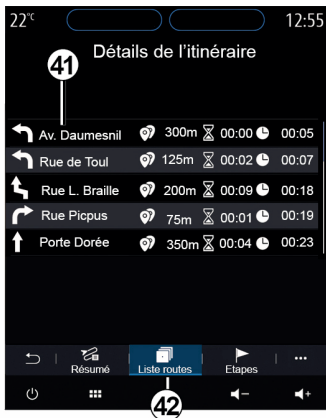 22°C 12:55
Détails de l'itinéraire
41
Av. Daumesnil 300m 00:00 00:05
Rue de Toul 125m 00:02 00:07
Rue L. Braille 200m 00:09 00:18
Rue Picpus 75m 00:01 00:19
Porte Dorée 350m 00:04 00:23
Résumé Liste routes Etapes
42